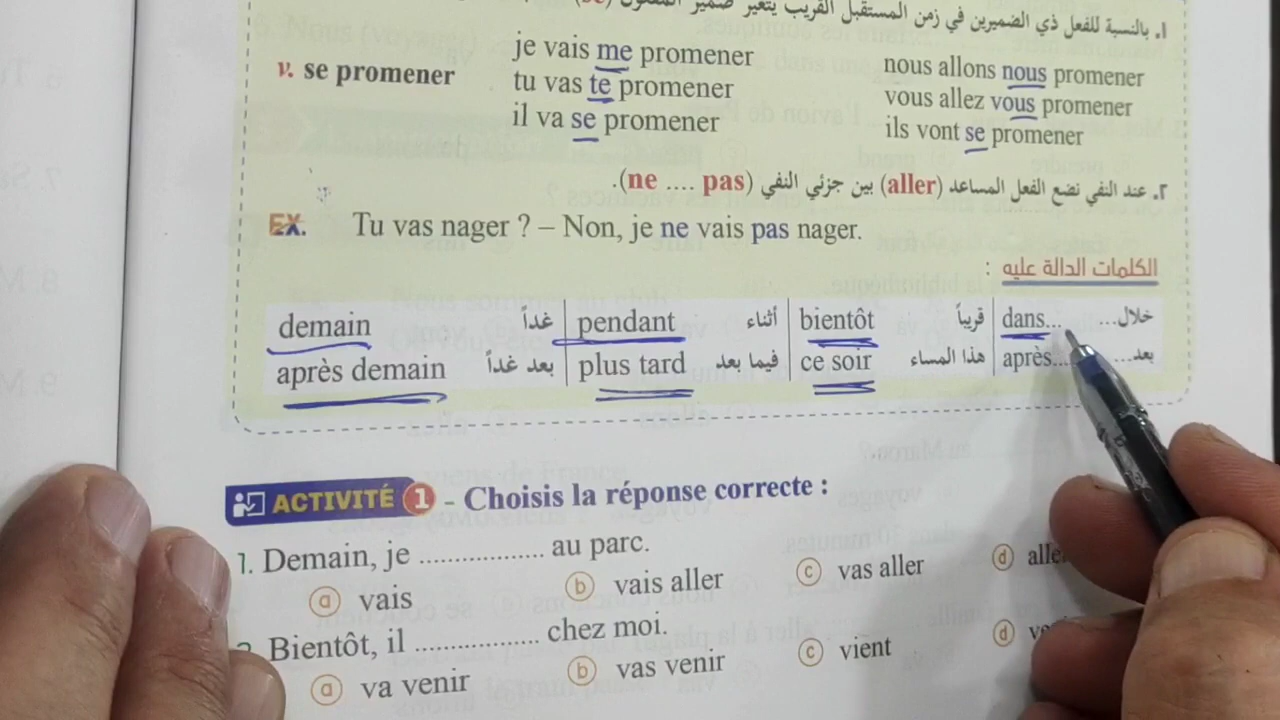 ١. بالنسبة للفعل ذي الضميرين في زمن المستقبل القريب يتغير ضمير المفعول (se)
v. se promener
je vais me promener
tu vas te promener
il va se promener
nous allons nous promener
vous allez vous promener
ils vont se promener
٢. عند النفي نضع الفعل المساعد (aller) بين جزئي النفي (ne .... pas).
EX. Tu vas nager ? – Non, je ne vais pas nager.
الكلمات الدالة عليه :
demain غداً pendant أثناء bientôt قريباً dans... خلال...
après demain بعد غداً plus tard فيما بعد ce soir هذا المساء après... بعد...
ACTIVITÉ 1 - Choisis la réponse correcte :
1. Demain, je ................ au parc.
a vais b vais aller c vas aller d alle
Bientôt, il ................ chez moi.
a va venir b vas venir c vient d